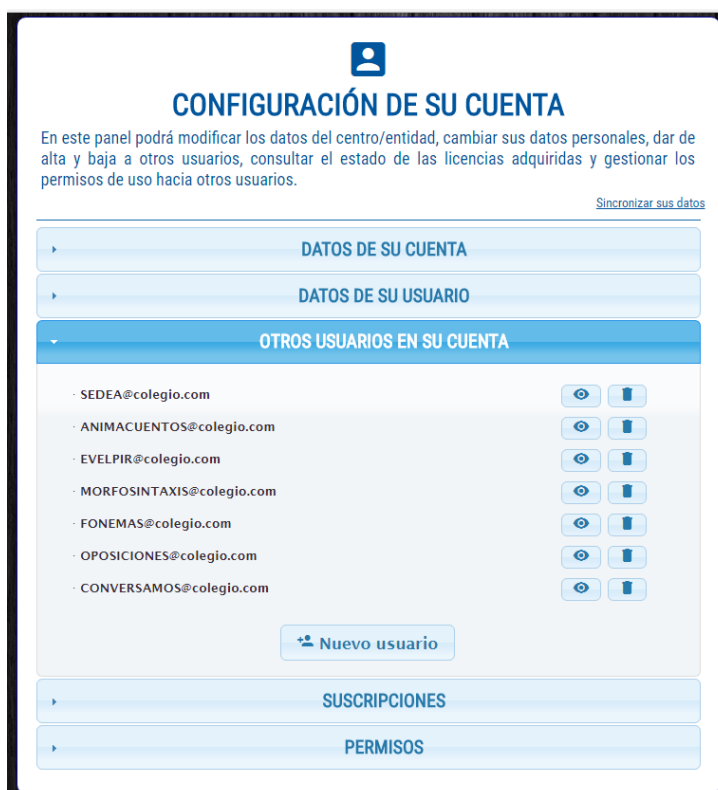 CONFIGURACIÓN DE SU CUENTA
En este panel podrá modificar los datos del centro/entidad, cambiar sus datos personales, dar de
alta y baja a otros usuarios, consultar el estado de las licencias adquiridas y gestionar los
permisos de uso hacia otros usuarios.
Sincronizar sus datos
DATOS DE SU CUENTA
DATOS DE SU USUARIO
OTROS USUARIOS EN SU CUENTA
· SEDEA@colegio.com
· ANIMACUENTOS@colegio.com
· EVELPIR@colegio.com
· MORFOSINTAXIS@colegio.com
· FONEMAS@colegio.com
· OPOSICIONES@colegio.com
· CONVERSAMOS@colegio.com
Nuevo usuario
SUSCRIPCIONES
PERMISOS